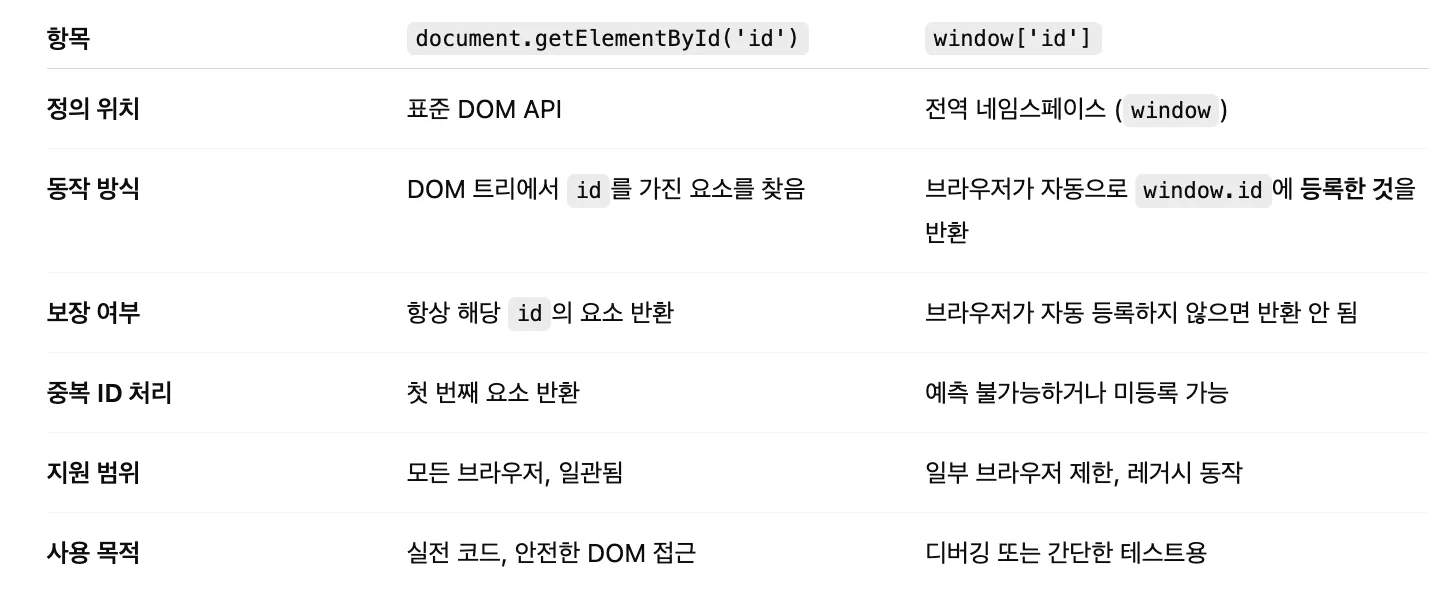 항목 document.getElementById('id') window['id']
정의 위치 표준 DOM API 전역 네임스페이스 (window)
동작 방식 DOM 트리에서 id를 가진 요소를 찾음 브라우저가 자동으로 window.id에 등록한 것을
반환
보장 여부 항상 해당 id의 요소 반환 브라우저가 자동 등록하지 않으면 반환 안 됨
중복 ID 처리 첫 번째 요소 반환 예측 불가능하거나 미등록 가능
지원 범위 모든 브라우저, 일관됨 일부 브라우저 제한, 레거시 동작
사용 목적 실전 코드, 안전한 DOM 접근 디버깅 또는 간단한 테스트용